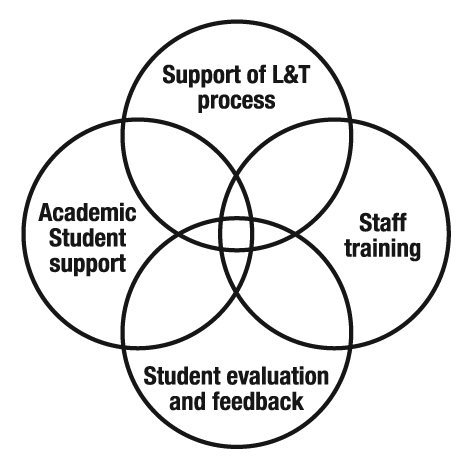 Support of L&T
process
Academic
Student
support
Staff
training
Student evaluation
and feedback